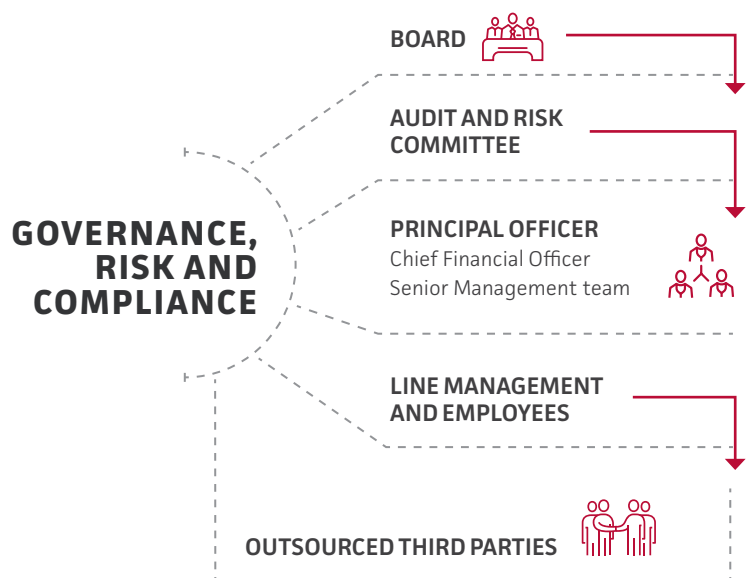 BOARD
AUDIT AND RISK
COMMITTEE
GOVERNANCE,
RISK AND
COMPLIANCE
PRINCIPAL OFFICER
Chief Financial Officer
Senior Management team
LINE MANAGEMENT
AND EMPLOYEES
OUTSOURCED THIRD PARTIES